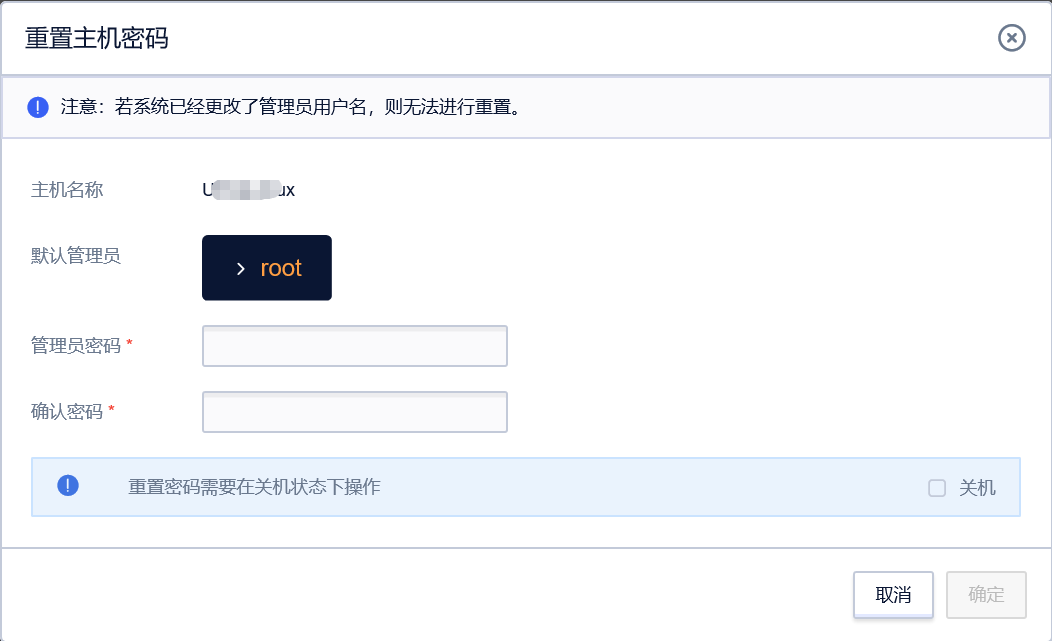 重置主机密码
注意：若系统已经更改了管理员用户名，则无法进行重置。
主机名称 U ux
默认管理员 > root
管理员密码 *
确认密码 *
重置密码需要在关机状态下操作 关机
取消 确定